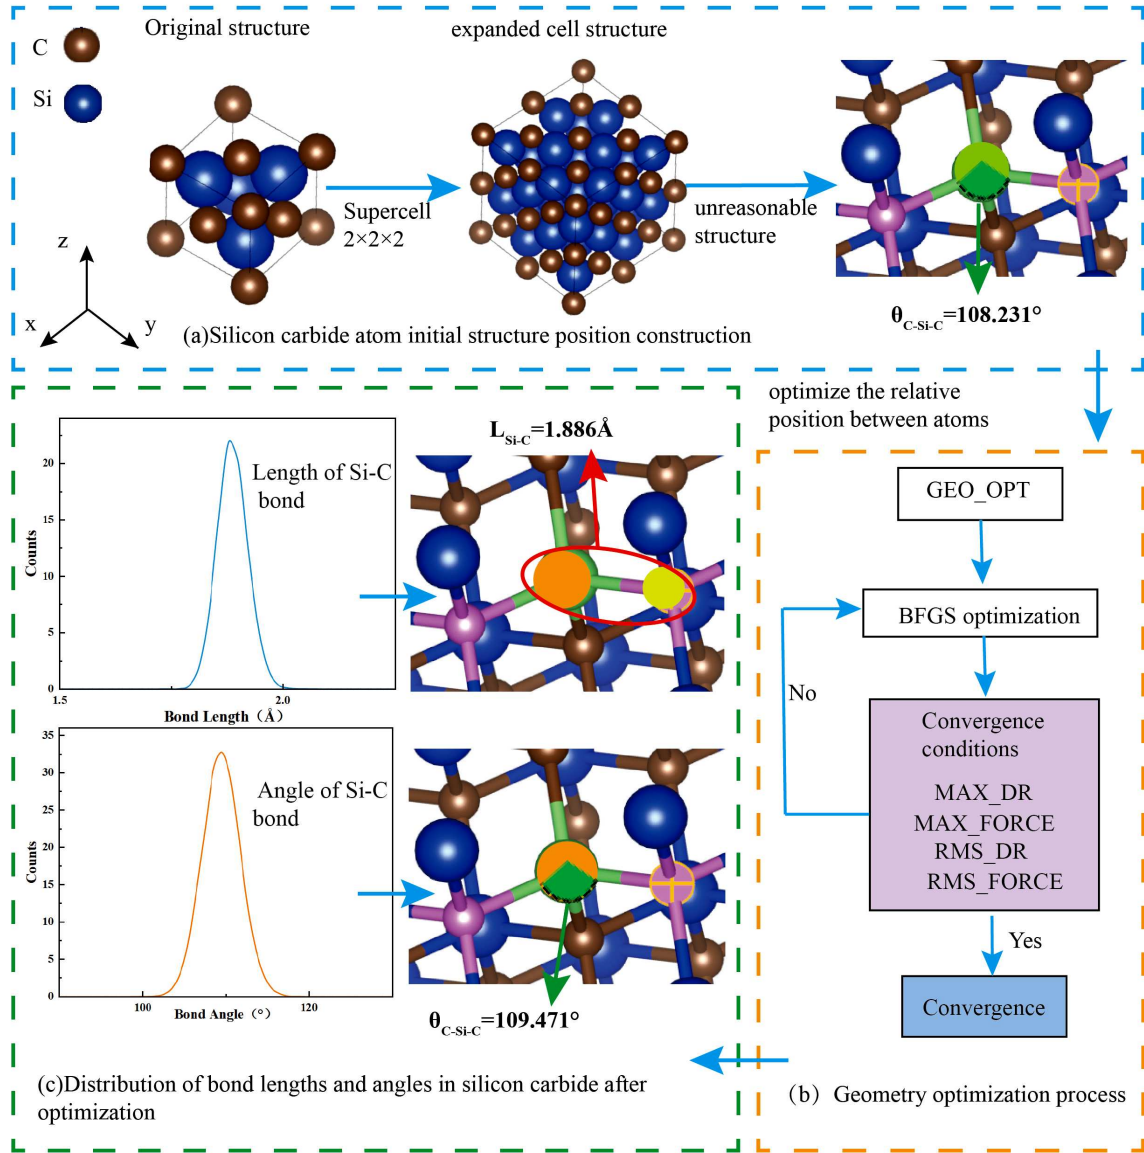 Original structure
expanded cell structure
C
Si
Supercell
2×2×2
unreasonable
structure
z
x
y
θC-Si-C=108.231°
(a)Silicon carbide atom initial structure position construction
optimize the relative
position between atoms
Counts
20
15
10
5
0
1.5
2.0
Length of Si-C
bond
Bond Length（Å）
LSi-C=1.886Å
Counts
35
30
25
20
15
10
5
0
100
120
Angle of Si-C
bond
Bond Angle（°）
θC-Si-C=109.471°
(c)Distribution of bond lengths and angles in silicon carbide after
optimization
GEO_OPT
BFGS optimization
No
Convergence
conditions
MAX_DR
MAX_FORCE
RMS_DR
RMS_FORCE
Yes
Convergence
（b）Geometry optimization process